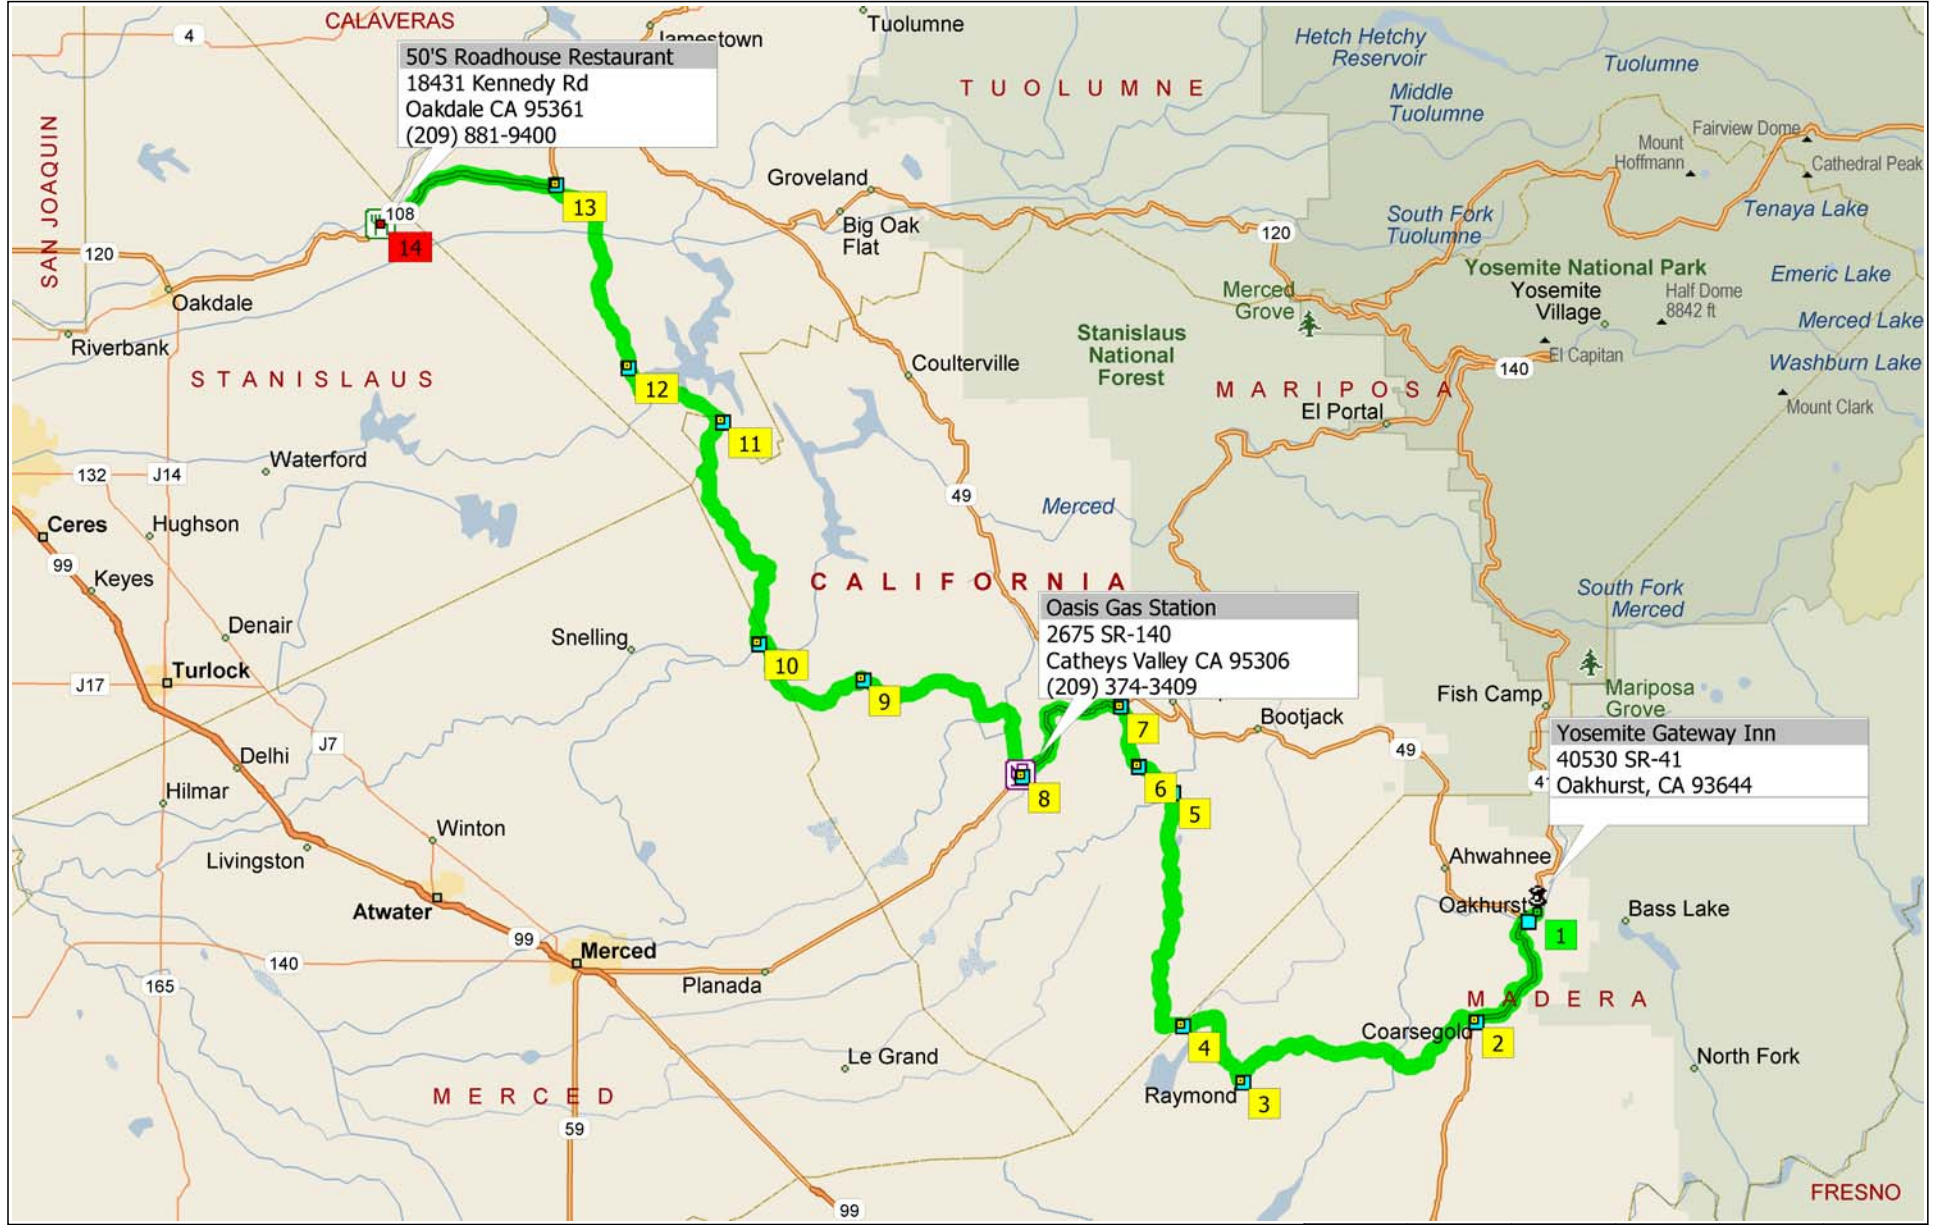 CALAVERAS
Tuolumne
4
Jamestown
50'S Roadhouse Restaurant
18431 Kennedy Rd
Oakdale CA 95361
(209) 881-9400
Hetch Hetchy
Reservoir
Tuolumne
TUOLUMNE
Middle
Tuolumne
SAN JOAQUIN
Fairview Dome
Mount
Hoffmann
Cathedral Peak
Groveland
13
108
14
Big Oak
Flat
South Fork
Tuolumne
Tenaya Lake
120
120
Yosemite National Park
Emeric Lake
Oakdale
Merced
Grove
Yosemite
Village
Half Dome
8842 ft
Merced Lake
Riverbank
Stanislaus
National
Forest
El Capitan
Washburn Lake
140
STANISLAUS
Coulterville
12
MARIPOSA
El Portal
Mount Clark
11
Waterford
132
J14
49
Merced
Ceres
Hughson
99
Keyes
CALIFORNIA
South Fork
Merced
Oasis Gas Station
2675 SR-140
Catheys Valley CA 95306
(209) 374-3409
Denair
Snelling
10
Turlock
J17
9
Fish Camp
Mariposa
Grove
7
Bootjack
49
Yosemite Gateway Inn
40530 SR-41
Oakhurst, CA 93644
J7
Delhi
Hilmar
8
6
5
41
Winton
Livingston
Ahwahnee
Atwater
Oakhurst
Bass Lake
1
99
Merced
140
Planada
165
MADERA
Coarsegold
2
4
Le Grand
North Fork
Raymond
3
MERCED
59
FRESNO
99